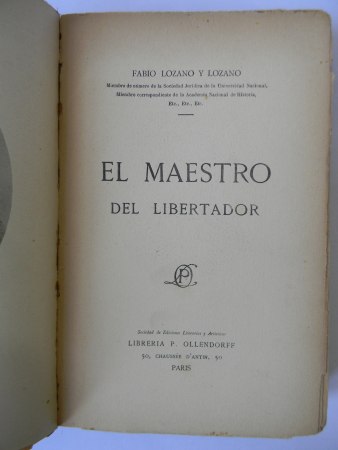 FABIO LOZANO Y LOZANO
Miembro de número de la Sociedad Jurídica de la Universidad Nacional,
Miembro correspondiente de la Academia Nacional de Historia,
Etc., Etc., Etc.
EL MAESTRO
DEL LIBERTADOR
Sociedad de Ediciones Literarias y Artísticas
LIBRERIA P. OLLENDORFF
50, CHAUSSÉE D'ANTIN, 50
PARIS